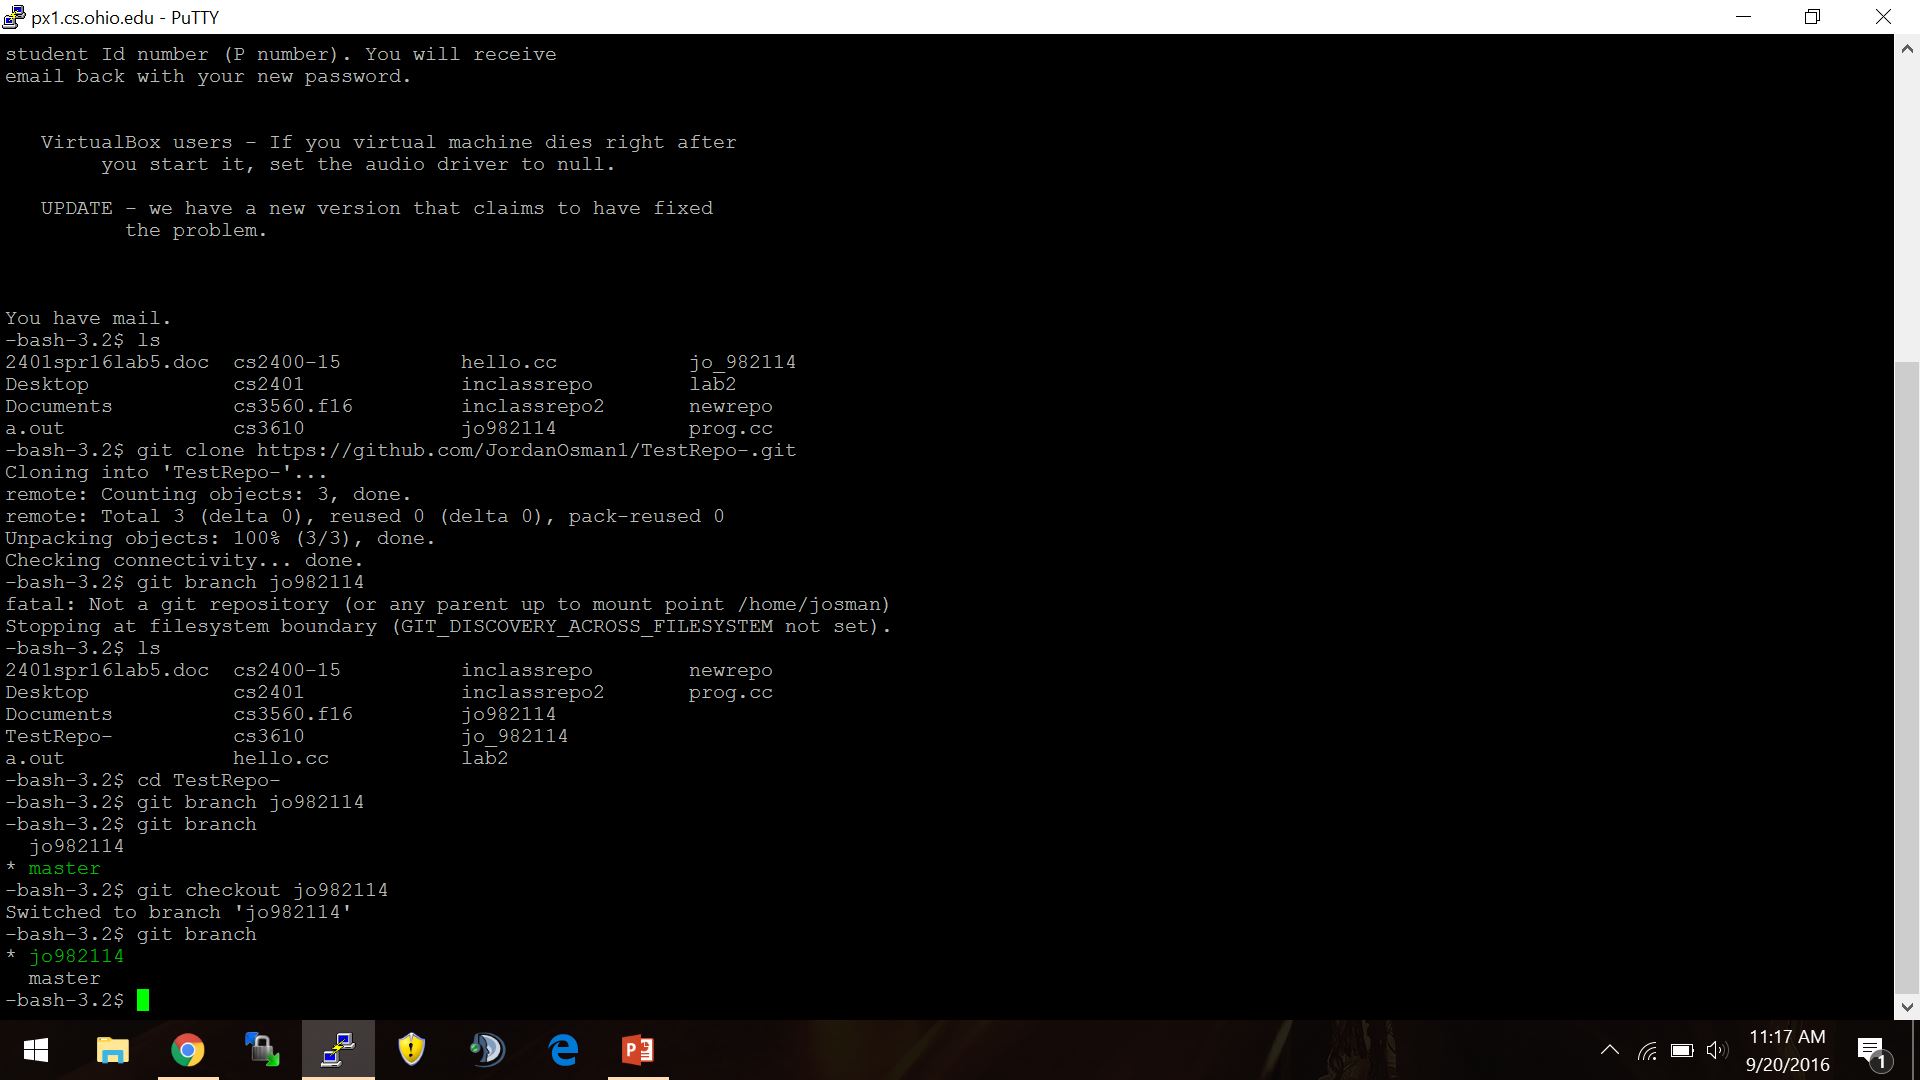 px1.cs.ohio.edu - PuTTY
student Id number (P number). You will receive
email back with your new password.
VirtualBox users - If you virtual machine dies right after
you start it, set the audio driver to null.
UPDATE - we have a new version that claims to have fixed
the problem.
You have mail.
-bash-3.2$ ls
2401spr16lab5.doc  cs2400-15          hello.cc           jo_982114
Desktop            cs2401             inclassrepo        lab2
Documents          cs3560.f16         inclassrepo2       newrepo
a.out              cs3610             jo982114           prog.cc
-bash-3.2$ git clone https://github.com/JordanOsman1/TestRepo-.git
Cloning into 'TestRepo-'...
remote: Counting objects: 3, done.
remote: Total 3 (delta 0), reused 0 (delta 0), pack-reused 0
Unpacking objects: 100% (3/3), done.
Checking connectivity... done.
-bash-3.2$ git branch jo982114
fatal: Not a git repository (or any parent up to mount point /home/josman)
Stopping at filesystem boundary (GIT_DISCOVERY_ACROSS_FILESYSTEM not set).
-bash-3.2$ ls
2401spr16lab5.doc  cs2400-15          inclassrepo        newrepo
Desktop            cs2401             inclassrepo2       prog.cc
Documents          cs3560.f16         jo982114
TestRepo-          cs3610             jo_982114
a.out              hello.cc           lab2
-bash-3.2$ cd TestRepo-
-bash-3.2$ git branch jo982114
-bash-3.2$ git branch
jo982114
* master
-bash-3.2$ git checkout jo982114
Switched to branch 'jo982114'
-bash-3.2$ git branch
* jo982114
master
-bash-3.2$
11:17 AM
9/20/2016
1